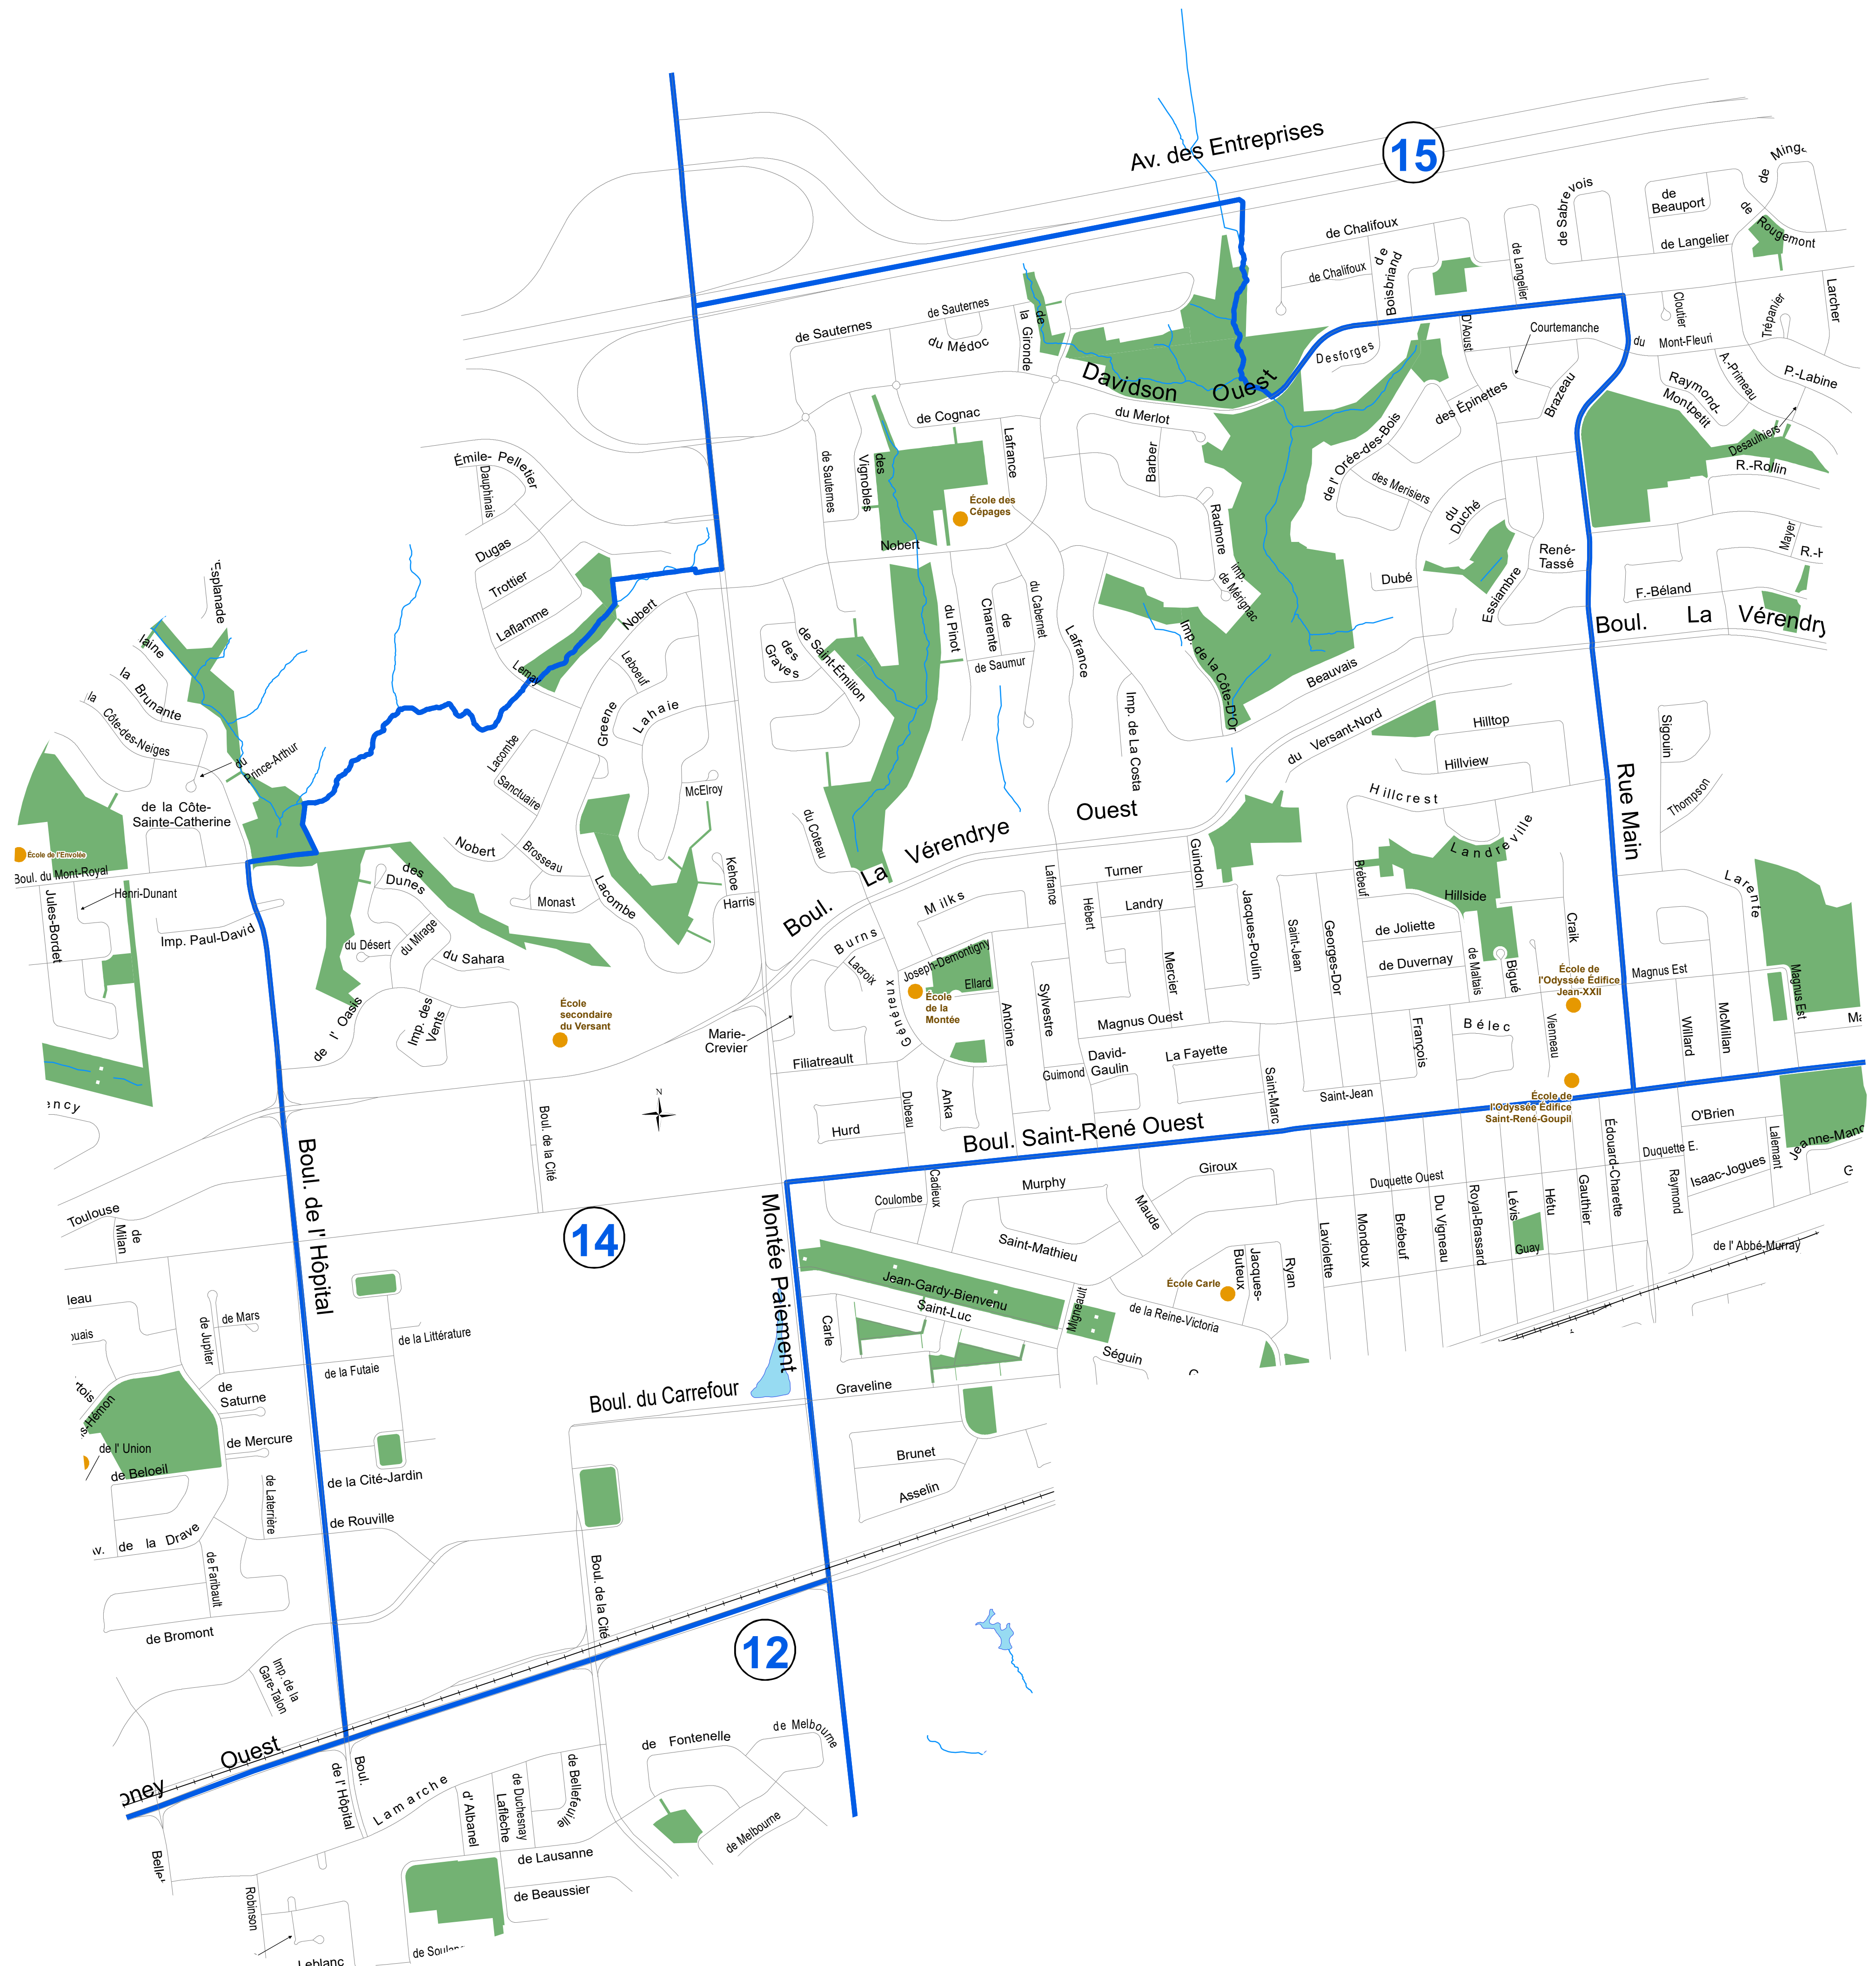 Av. des Entreprises
15
de
Ming
de
Beauport
de
Rougemont
de Sabrevois
de Chalifoux
de Chalifoux
de
Boisbriand
de Langelier
de Langelier
Cloutier
Trépanier
Larcher
de Sauternes
de Sauternes
du Médoc
de
la Gironde
Davidson Ouest
Desforges
D'Aoust
Courtemanche
du Mont-Fleuri
A.-Primeau
P.-Labine
Raymond-
Montpetit
Desaulniers
R.-Rollin
Brazeau
des Épinettes
de l' Orée-des-Bois
des Merisiers
du
Duché
de Cognac
du Merlot
Lafrance
Barber
Radmore
imp.
de Mérignac
de Sauternes
des
Vignobles
École des
Cépages
Nobert
Mayer
R.-H
René-
Tassé
Dubé
Essiambre
F.-Béland
Boul. La Vérendry
Émile- Pelletier
Dauphinais
Dugas
Trottier
Laflamme
Lemay
Nobert
Leboeuf
Lahaie
Greene
Lacombe
Sanctuaire
McElroy
Esplanade
laine
la Brunante
la
Côte-des-Neiges
du
Prince-Arthur
de la Côte-
Sainte-Catherine
École de l'Envolée
Boul. du Mont-Royal
Henri-Dunant
Jules-Bordet
Imp. Paul-David
des
Graves
de Saint-Émilion
du Pinot
de
Charente
du Cabernet
de Saumur
Lafrance
Imp. de La Costa
Imp. de la Côte-D'Or
Beauvais
du Versant-Nord
Hilltop
Hillview
Hillcrest
Landreville
Hillside
Rue Main
Sigouin
Thompson
Larente
Boul. La Vérendrye Ouest
du Coteau
Nobert
Brosseau
Monast
Lacombe
Kehoe
Harris
des
Dunes
du Désert
du Mirage
du Sahara
de l' Oasis
Imp. des
Vents
École
secondaire
du Versant
Milks
Burns
Lacroix
Joseph-Demontigny
Ellard
École
de la
Montée
Généreux
Marie-
Crevier
Filiatreault
Hurd
Dubeau
Anka
Antoine
Sylvestre
Guimond
David-
Gaulin
Lafrance
Turner
Hébert
Landry
Mercier
Guindon
Jacques-Poulin
Saint-Jean
Georges-Dor
Brébeuf
de Joliette
de Duvernay
de Mallais
Bigué
Craik
École de
l'Odyssée Édifice
Jean-XXII
Magnus Est
Magnus Est
Ma
Willard
McMillan
Magnus Ouest
La Fayette
Saint-Marc
Saint-Jean
François
Bélec
Vienneau
École de
l'Odyssée Édifice
Saint-René-Goupil
N
ency
Boul. de l' Hôpital
Boul. de la Cité
Boul. Saint-René Ouest
O'Brien
Duquette E.
Raymond
Isaac-Jogues
Lalemant
Jeanne-Manc
Édouard-Charette
Gauthier
Hétu
Lévis
Guay
Royal-Brassard
Du Vigneau
Brébeuf
Mondoux
Laviolette
Duquette Ouest
de l' Abbé-Murray
Toulouse
de
Milan
14
Montée Paiement
Coulombe
Cadieux
Murphy
Maude
Giroux
Saint-Mathieu
Jean-Gardy-Bienvenu
Saint-Luc
Carle
Migneault
École Carle
Jacques-
Buteux
Ryan
de la Reine-Victoria
Séguin
Graveline
Brunet
Asselin
Boul. du Carrefour
leau
ouais
de Jupiter
de Mars
de la Littérature
de la Futaie
de
Saturne
de Mercure
de la Cité-Jardin
de l' Union
de Beloeil
de Laterrière
de Rouville
de la Drave
de Faribault
de Bromont
Imp. de la
Gare-Talon
Boul. de la Cité
12
oney Ouest
Boul.
de l' Hôpital
Lamarche
d' Albanel
Laflèche
de Duchesnay
de Bellefeuille
de Fontenelle
de Melbourne
de Melbourne
de Lausanne
de Beaussier
Robinson
Leblanc